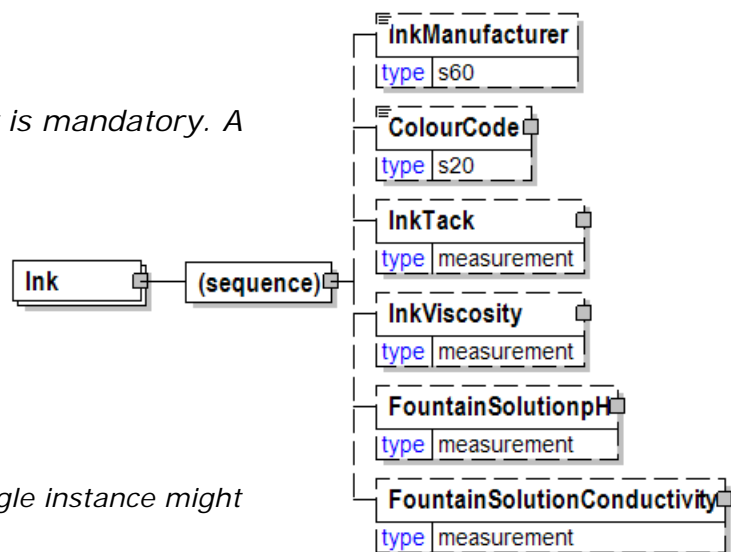 InkManufacturer
type s60
is mandatory. A
ColourCode
type s20
InkTack
type measurement
Ink
(sequence)
InkViscosity
type measurement
FountainSolutionpH
type measurement
gle instance might
FountainSolutionConductivity
type measurement